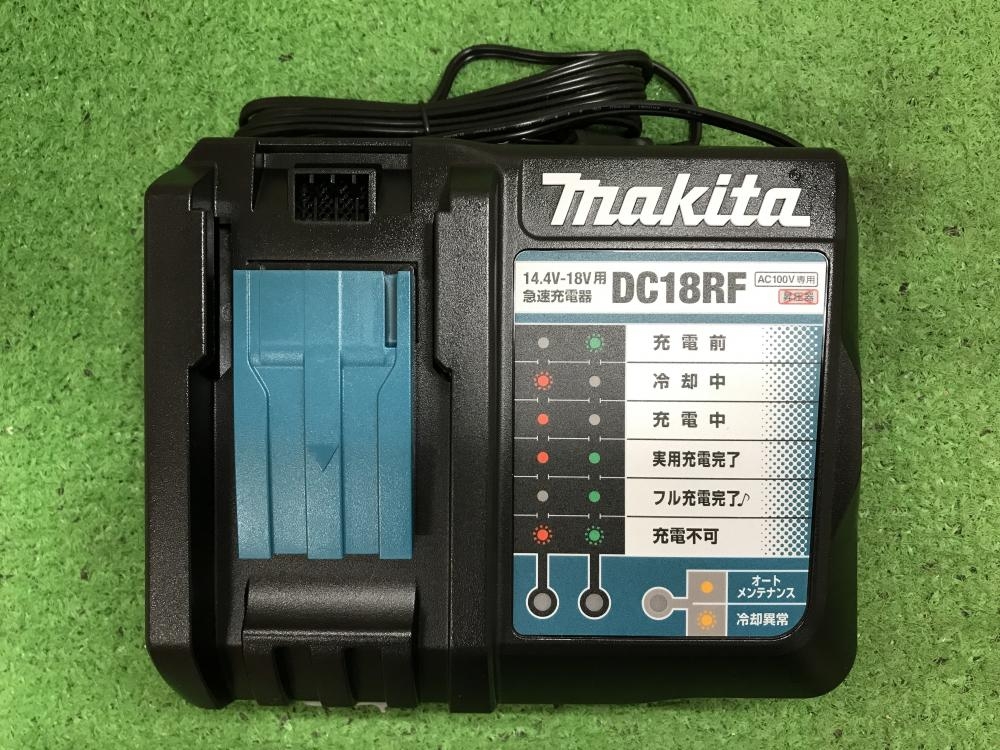 makita
14.4V-18V用
急速充電器
DC18RF
AC100V専用
昇圧器
充電前
冷却中
充電中
実用充電完了
フル充電完了♪
充電不可
オート
メンテナンス
冷却異常